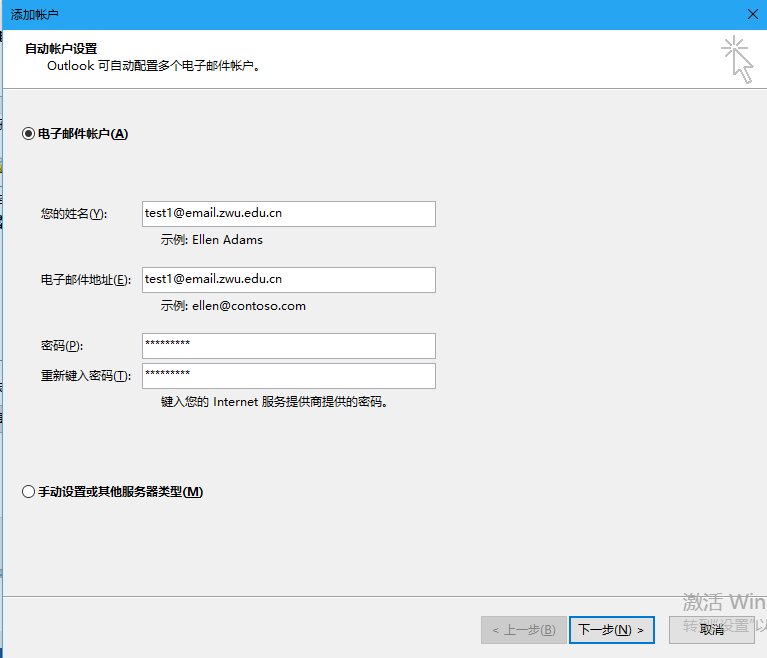 添加帐户
自动帐户设置
Outlook 可自动配置多个电子邮件帐户。
电子邮件帐户(A)
您的姓名(Y): test1@email.zwu.edu.cn
示例: Ellen Adams
电子邮件地址(E): test1@email.zwu.edu.cn
示例: ellen@contoso.com
密码(P): *********
重新键入密码(T): *********
键入您的 Internet 服务提供商提供的密码。
手动设置或其他服务器类型(M)
激活 Win
转到"设置"以
< 上一步(B) 下一步(N) > 取消